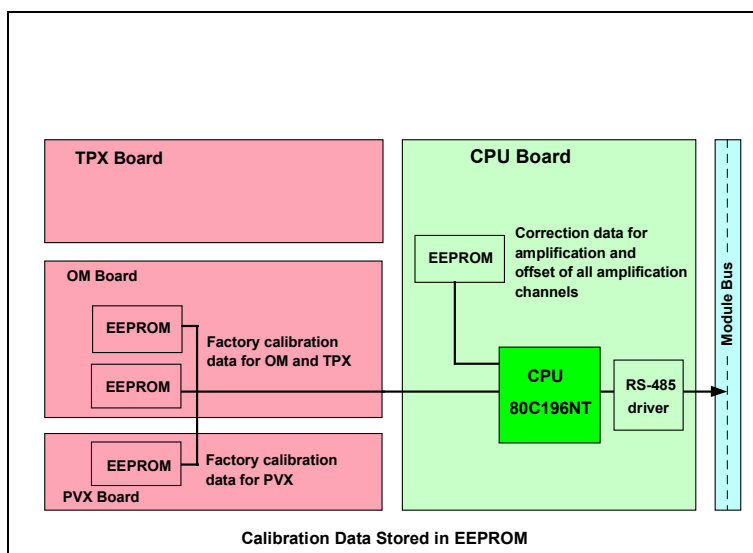 TPX Board
CPU Board
Correction data for
amplification and
offset of all amplification
channels
EEPROM
Module Bus
OM Board
EEPROM
Factory calibration
data for OM and TPX
EEPROM
CPU
80C196NT
RS-485
driver
EEPROM
Factory calibration
data for PVX
PVX Board
Calibration Data Stored in EEPROM